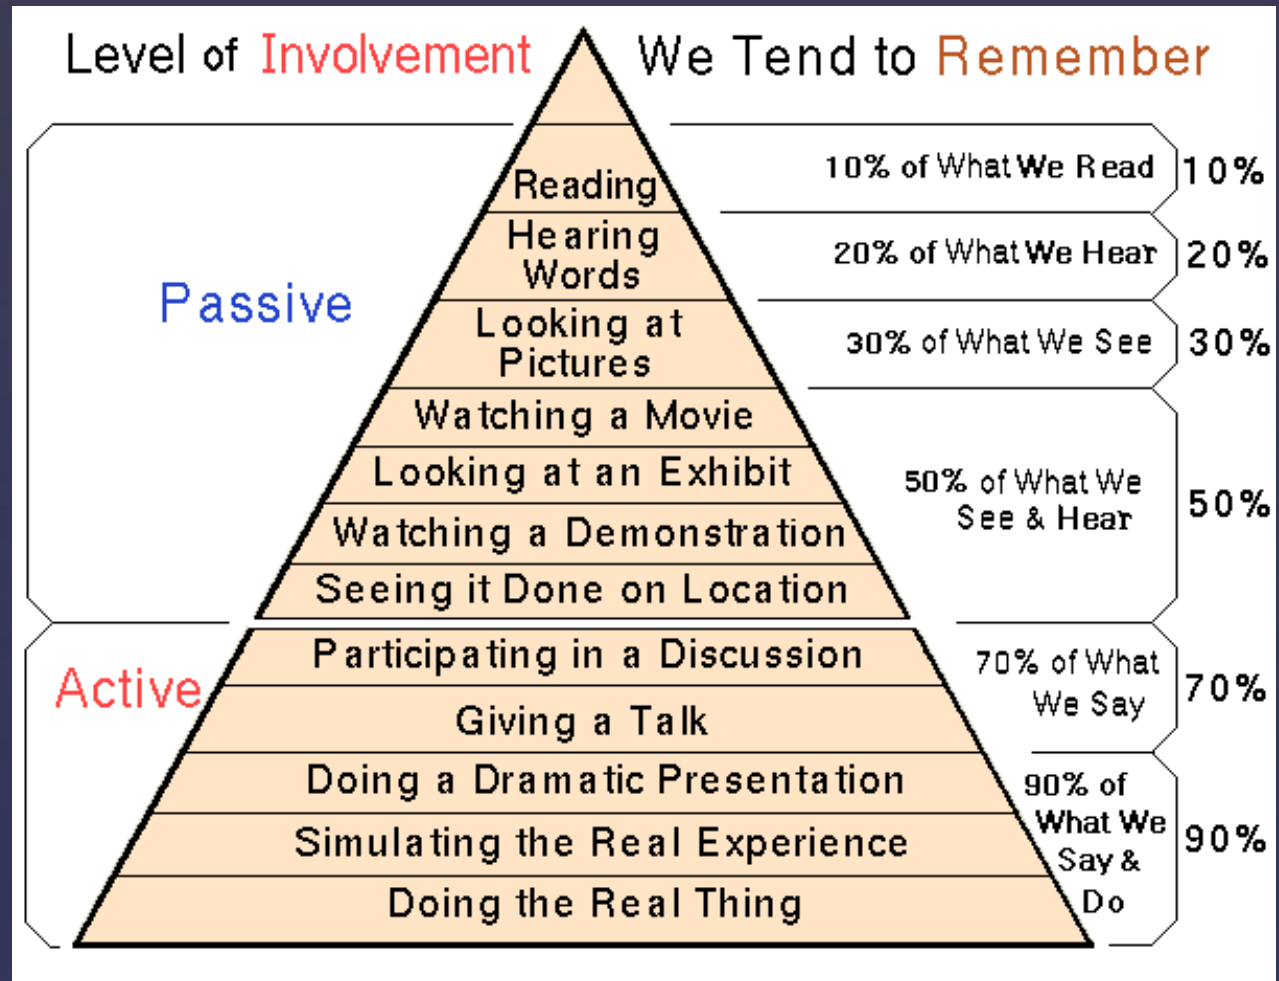 Level of Involvement
We Tend to Remember
Passive
Reading
10% of What We Read
10%
Hearing
Words
20% of What We Hear
20%
Looking at
Pictures
30% of What We See
30%
Watching a Movie
Looking at an Exhibit
Watching a Demonstration
Seeing it Done on Location
50% of What We
See & Hear
50%
Active
Participating in a Discussion
Giving a Talk
70% of What
We Say
70%
Doing a Dramatic Presentation
Simulating the Real Experience
Doing the Real Thing
90% of
What We
Say &
Do
90%